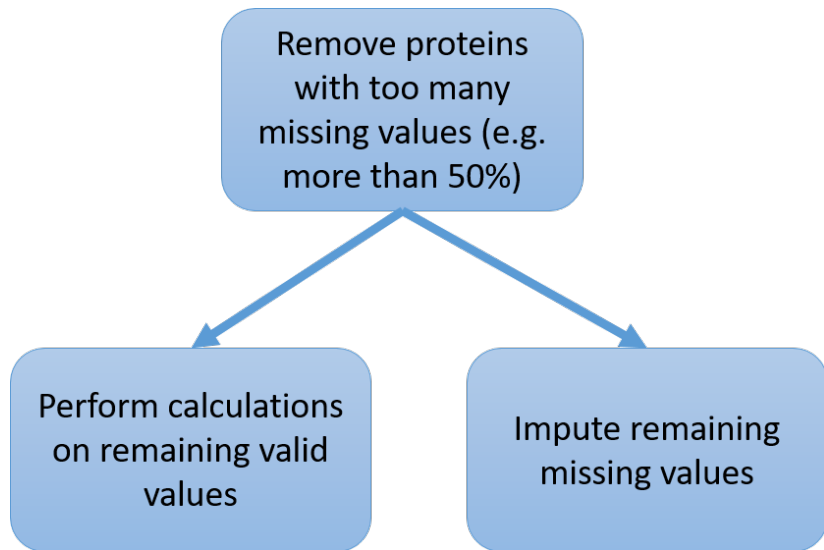 Remove proteins
with too many
missing values (e.g.
more than 50%)
Perform calculations
on remaining valid
values
Impute remaining
missing values